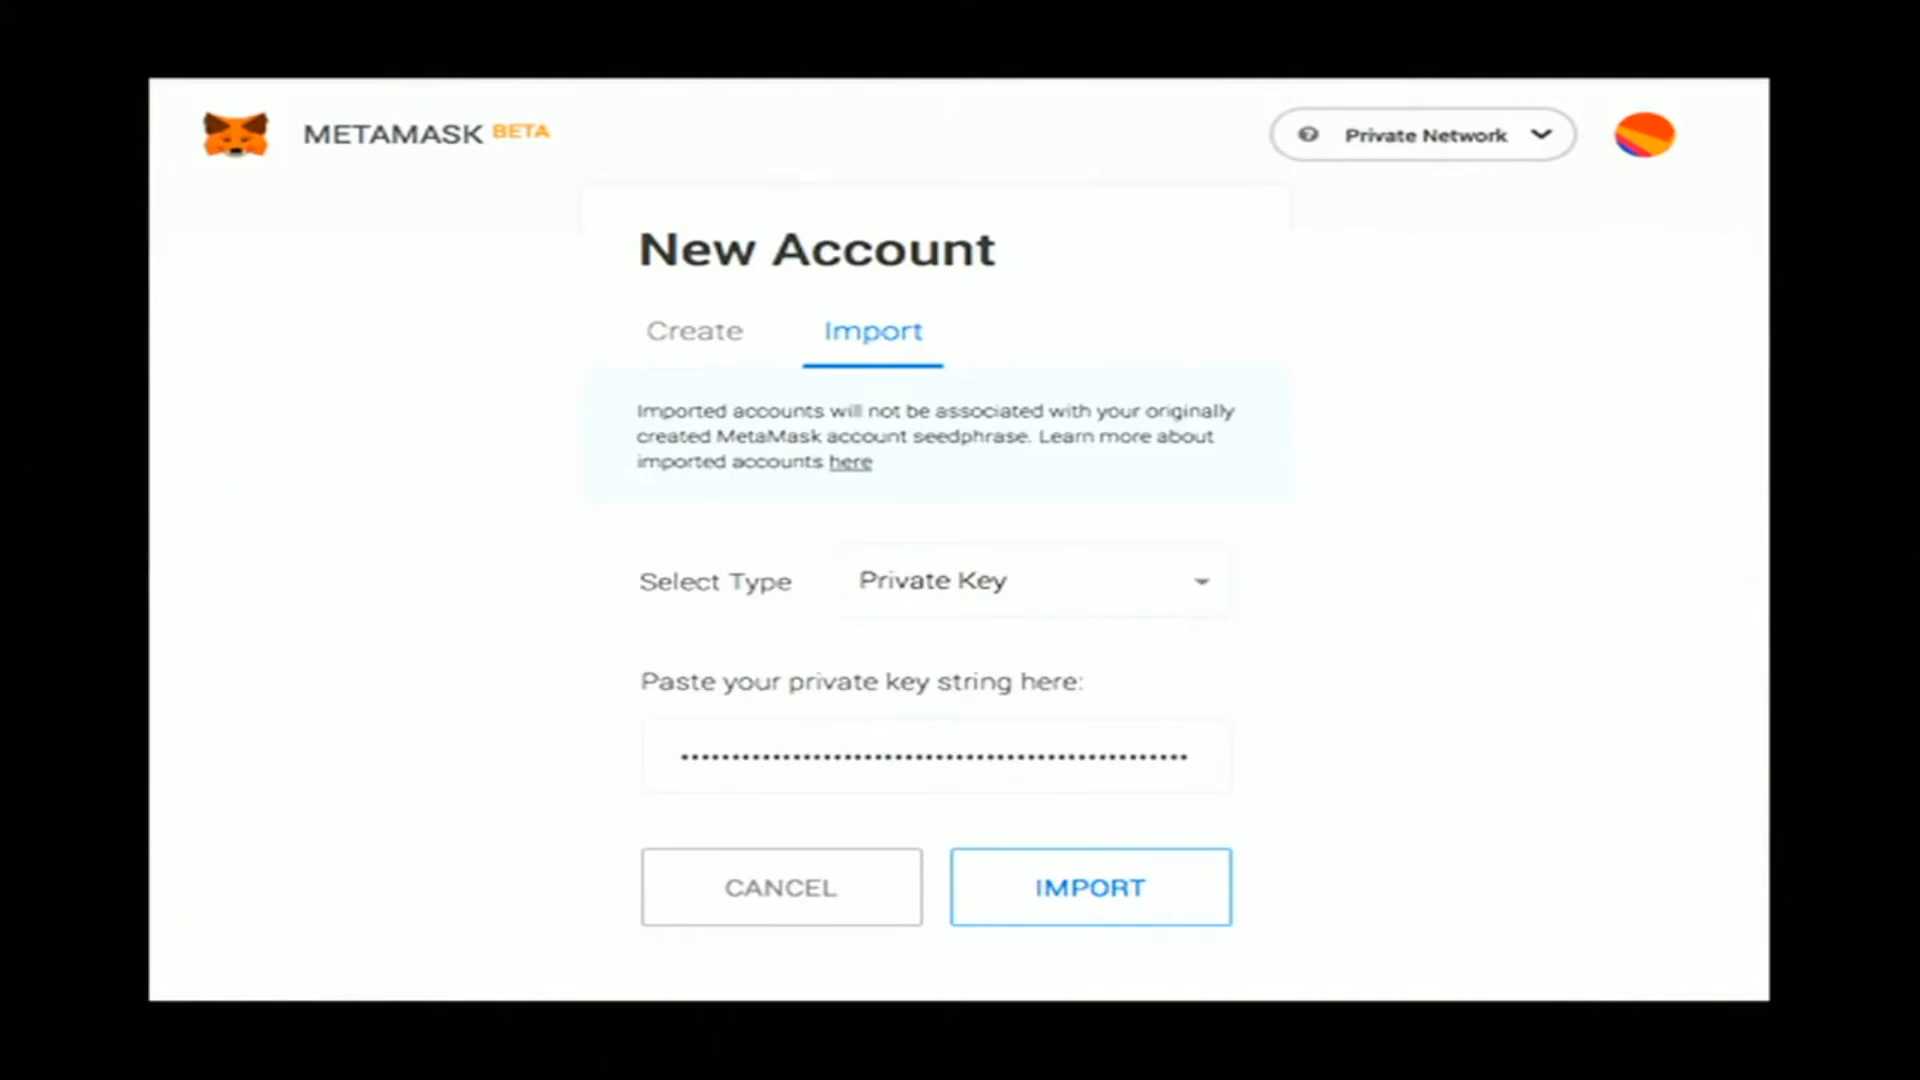 METAMASK BETA
Private Network
New Account
Create Import
Imported accounts will not be associated with your originally
created MetaMask account seedphrase. Learn more about
imported accounts here
Select Type Private Key
Paste your private key string here:
CANCEL IMPORT